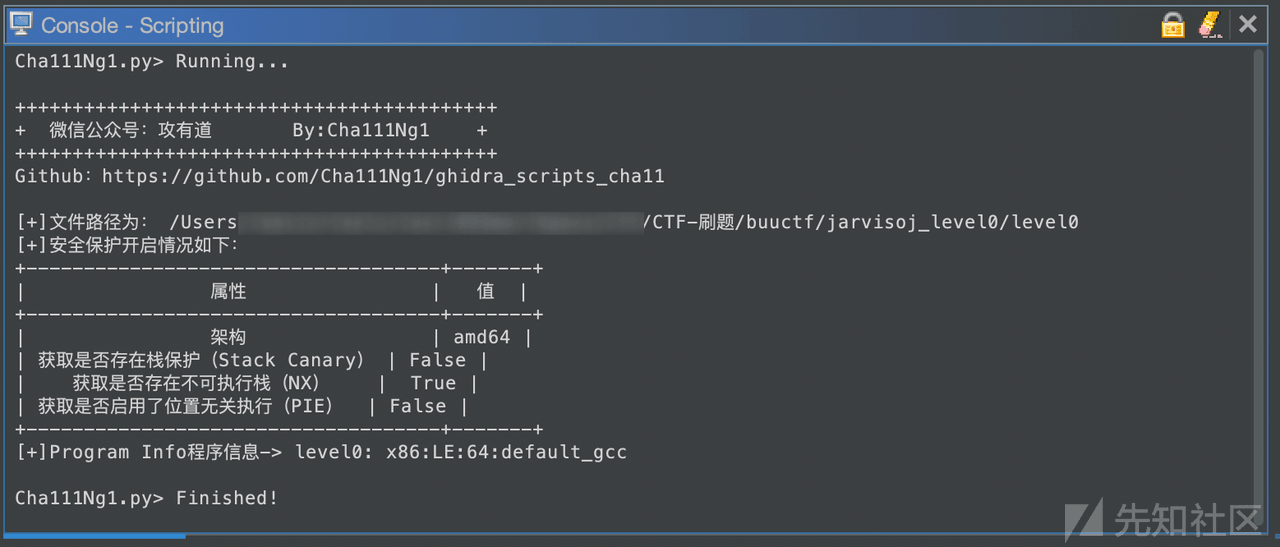 Console - Scripting
Cha111Ng1.py> Running...
++++++++++++++++++++++++++++++++++++++++++
+  微信公众号：攻有道       By:Cha111Ng1    +
++++++++++++++++++++++++++++++++++++++++++
Github：https://github.com/Cha111Ng1/ghidra_scripts_cha11
[+]文件路径为： /Users /CTF-刷题/buuctf/jarvisoj_level0/level0
[+]安全保护开启情况如下：
+------------------------------------+-------+
|                属性                | 值  |
+------------------------------------+-------+
|                架构                | amd64 |
| 获取是否存在栈保护（Stack Canary） | False |
|    获取是否存在不可执行栈（NX）    |  True |
| 获取是否启用了位置无关执行（PIE）  | False |
+------------------------------------+-------+
[+]Program Info程序信息-> level0: x86:LE:64:default_gcc
Cha111Ng1.py> Finished!
先知社区